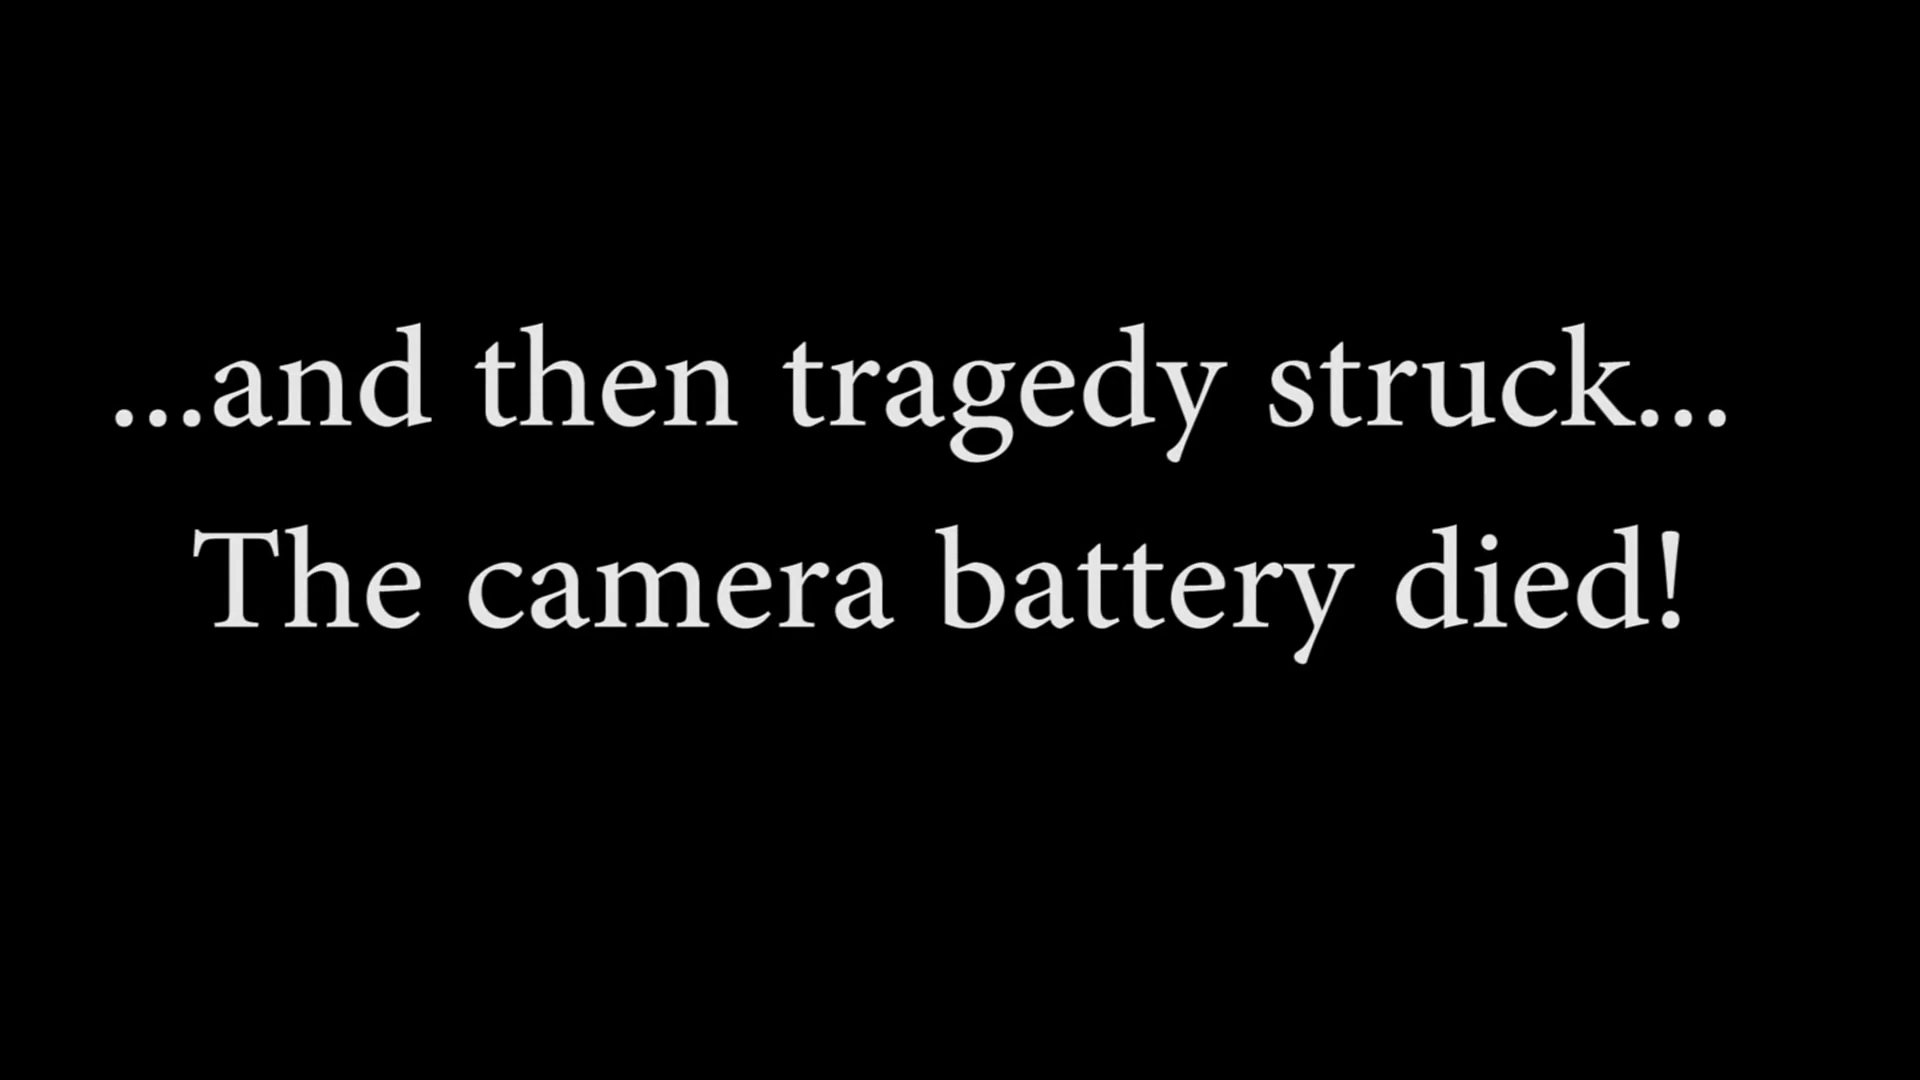 ...and then tragedy struck...
The camera battery died!